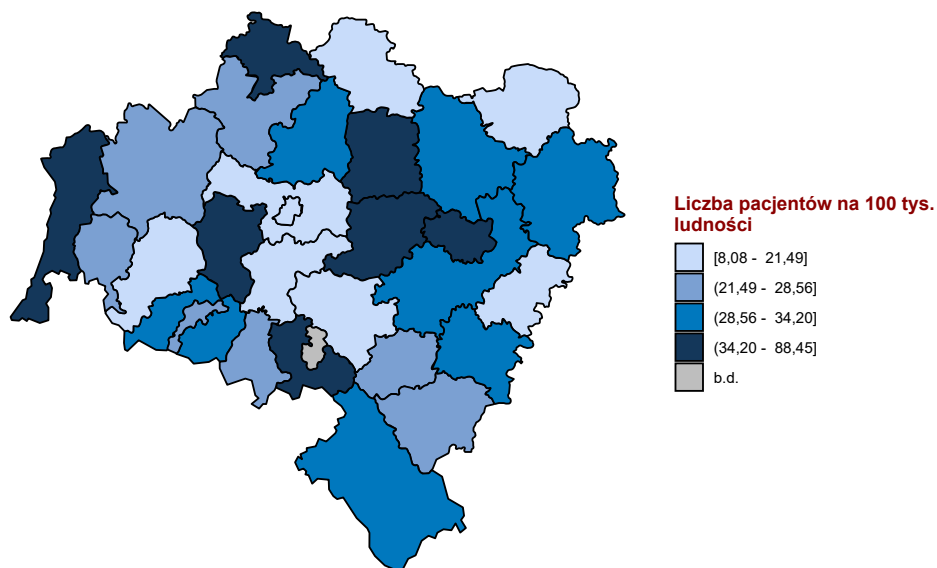 Liczba pacjentów na 100 tys.
ludności
[8,08 - 21,49]
(21,49 - 28,56]
(28,56 - 34,20]
(34,20 - 88,45]
b.d.